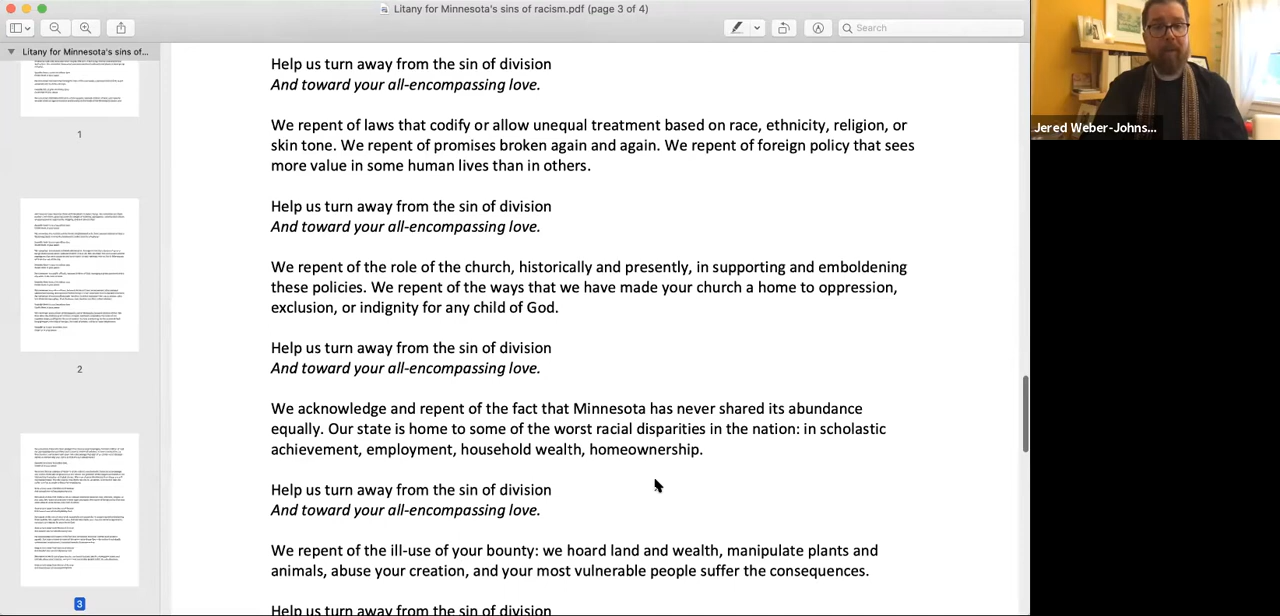 Litany for Minnesota's sins of racism.pdf (page 3 of 4)
Search
Litany for Minnesota's sins of...
1
2
3
Help us turn away from the sin of division
And toward your all-encompassing love.
We repent of laws that codify or allow unequal treatment based on race, ethnicity, religion, or
skin tone. We repent of promises broken again and again. We repent of foreign policy that sees
more value in some human lives than in others.
Help us turn away from the sin of division
And toward your all-encompassing love.
We repent of the role of the church, historically and presently, in supporting and emboldening
these policies. We repent of times that we have made your church a home to oppression,
exclusion, or indignity for any child of God.
Help us turn away from the sin of division
And toward your all-encompassing love.
We acknowledge and repent of the fact that Minnesota has never shared its abundance
equally. Our state is home to some of the worst racial disparities in the nation: in scholastic
achievement, employment, household wealth, homeownership.
Help us turn away from the sin of division
And toward your all-encompassing love.
We repent of the ill-use of your bounty: we hoard land and wealth, manipulate plants and
animals, abuse your creation, and your most vulnerable people suffer the consequences.
Help us turn away from the sin of division
Jered Weber-Johns...